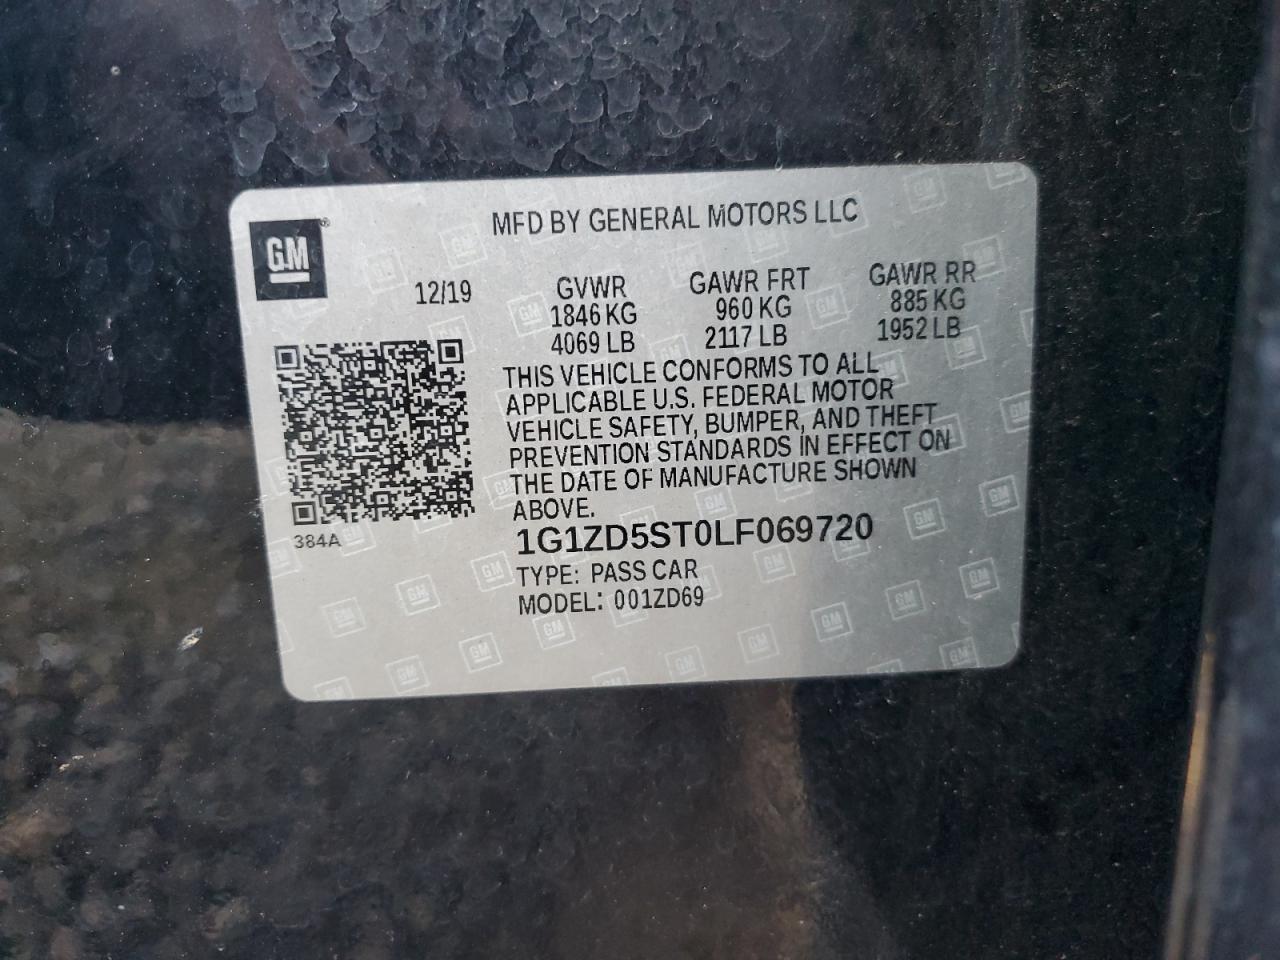 MFD BY GENERAL MOTORS LLC
GM®
12/19
GVWR GAWR FRT GAWR RR
1846 KG 960 KG 885 KG
4069 LB 2117 LB 1952 LB
THIS VEHICLE CONFORMS TO ALL
APPLICABLE U.S. FEDERAL MOTOR
VEHICLE SAFETY, BUMPER, AND THEFT
PREVENTION STANDARDS IN EFFECT ON
THE DATE OF MANUFACTURE SHOWN
ABOVE.
384A
1G1ZD5ST0LF069720
TYPE: PASS CAR
MODEL: 001ZD69